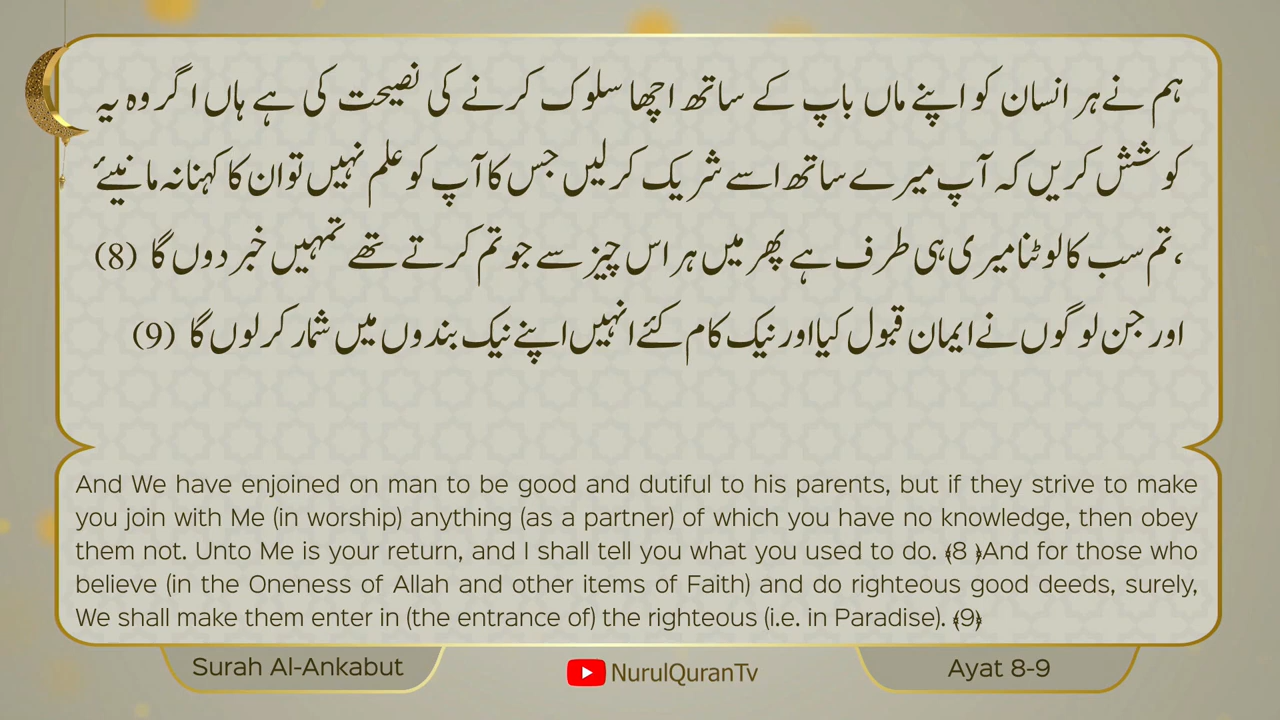 ہم نے ہر انسان کو اپنے ماں باپ کے ساتھ اچھا سلوک کرنے کی نصیحت کی ہے ہاں اگر وہ یہ
کوشش کریں کہ آپ میرے ساتھ اسے شریک کرلیں جس کا آپ کو علم نہیں تو ان کا کہنا نہ مانیئے
،تم سب کا لوٹنا میری ہی طرف ہے پھر میں ہر اس چیز سے جو تم کرتے تھے تمہیں خبر دوں گا (8)
اور جن لوگوں نے ایمان قبول کیا اور نیک کام کئے انہیں اپنے نیک بندوں میں شمار کرلوں گا (9)
And We have enjoined on man to be good and dutiful to his parents, but if they strive to make
you join with Me (in worship) anything (as a partner) of which you have no knowledge, then obey
them not. Unto Me is your return, and I shall tell you what you used to do. ﴾8 ﴿And for those who
believe (in the Oneness of Allah and other items of Faith) and do righteous good deeds, surely,
We shall make them enter in (the entrance of) the righteous (i.e. in Paradise). ﴾9﴿
Surah Al-Ankabut
NurulQuranTv
Ayat 8-9